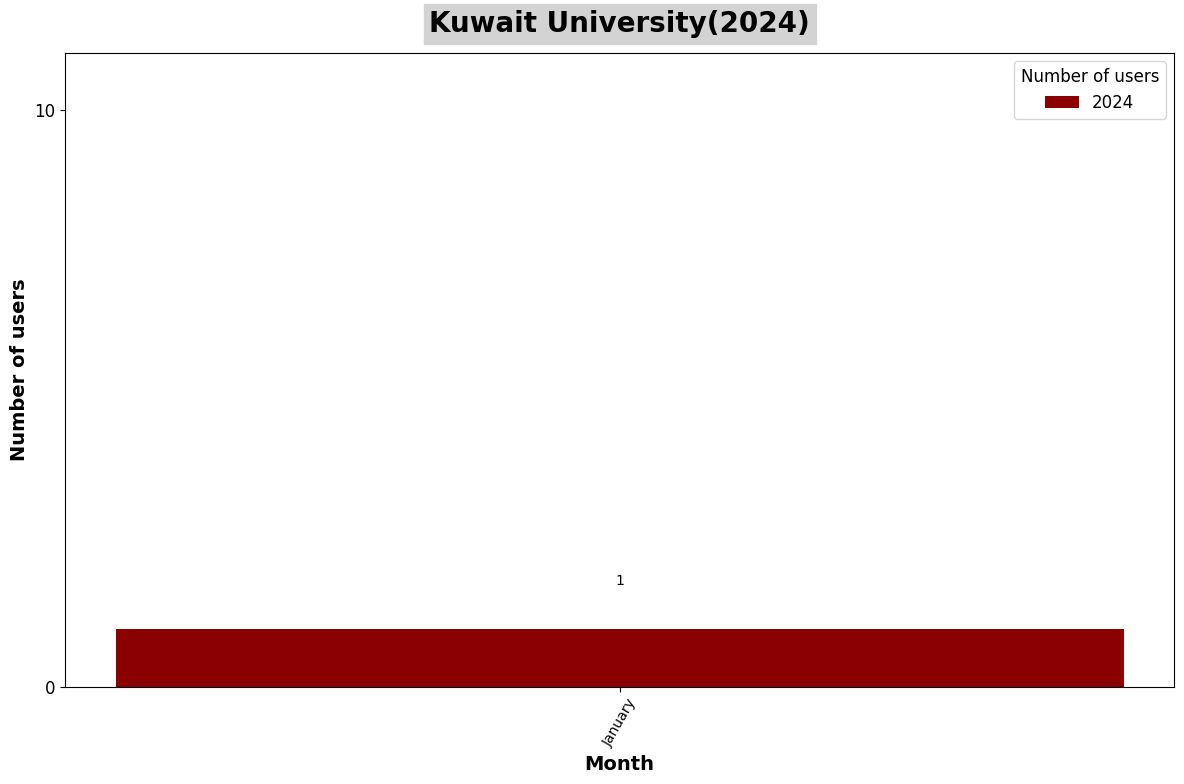 Kuwait University(2024)
Number of users
2024
10
Number of users
1
0
January
Month